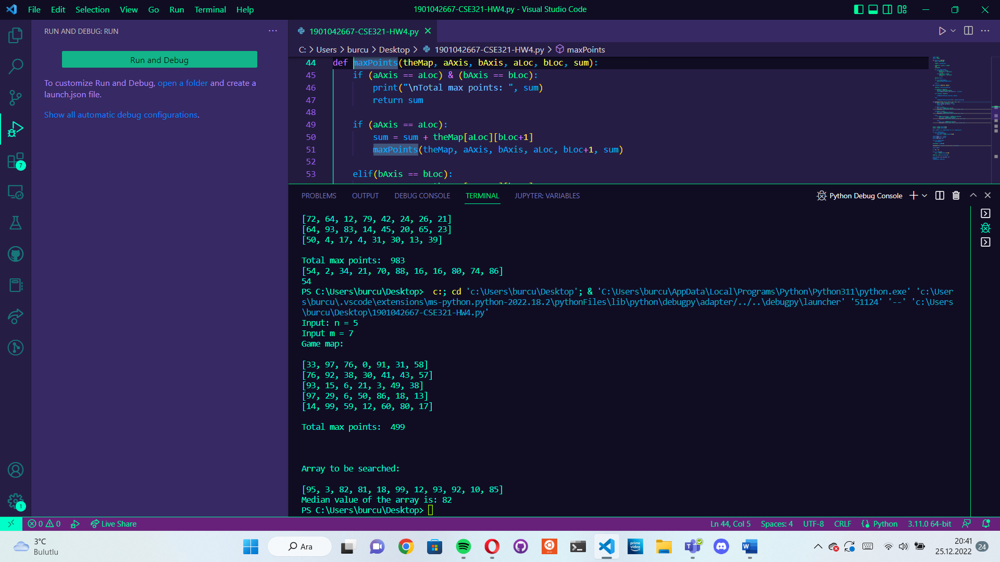 File Edit Selection View Go Run Terminal Help
1901042667-CSE321-HW4.py - Visual Studio Code
RUN AND DEBUG: RUN
Run and Debug
To customize Run and Debug, open a folder and create a
launch.json file.
Show all automatic debug configurations.
7
1
1901042667-CSE321-HW4.py
C: > Users > burcu > Desktop > 1901042667-CSE321-HW4.py > maxPoints
44 def maxPoints(theMap, aAxis, bAxis, aLoc, bLoc, sum):
45 if (aAxis == aLoc) & (bAxis == bLoc):
46 print("\nTotal max points: ", sum)
47 return sum
48
49 if (aAxis == aLoc):
50 sum = sum + theMap[aLoc][bLoc+1]
51 maxPoints(theMap, aAxis, bAxis, aLoc, bLoc+1, sum)
52
53 elif(bAxis == bLoc):
PROBLEMS OUTPUT DEBUG CONSOLE TERMINAL JUPYTER: VARIABLES
Python Debug Console
[72, 64, 12, 79, 42, 24, 26, 21]
[64, 93, 83, 14, 45, 20, 65, 23]
[50, 4, 17, 4, 31, 30, 13, 39]
Total max points:  983
[54, 2, 34, 21, 70, 88, 16, 16, 80, 74, 86]
54
PS C:\Users\burcu\Desktop>  c:; cd 'c:\Users\burcu\Desktop'; & 'C:\Users\burcu\AppData\Local\Programs\Python\Python311\python.exe' 'c:\User
s\burcu\.vscode\extensions\ms-python.python-2022.18.2\pythonFiles\lib\python\debugpy\adapter/../..\debugpy\launcher' '51124' '--' 'c:\Users
\burcu\Desktop\1901042667-CSE321-HW4.py'
Input: n = 5
Input m = 7
Game map:
[33, 97, 76, 0, 91, 31, 58]
[76, 92, 38, 30, 41, 43, 57]
[93, 15, 6, 21, 3, 49, 38]
[97, 29, 6, 50, 86, 18, 13]
[14, 99, 59, 12, 60, 80, 17]
Total max points:  499
Array to be searched:
[95, 3, 82, 81, 18, 99, 12, 93, 92, 10, 85]
Median value of the array is: 82
PS C:\Users\burcu\Desktop>
0 0 Live Share
Ln 44, Col 5 Spaces: 4 UTF-8 CRLF Python 3.11.0 64-bit
3°C
Bulutlu
Ara
prime video
20:41
25.12.2022
24